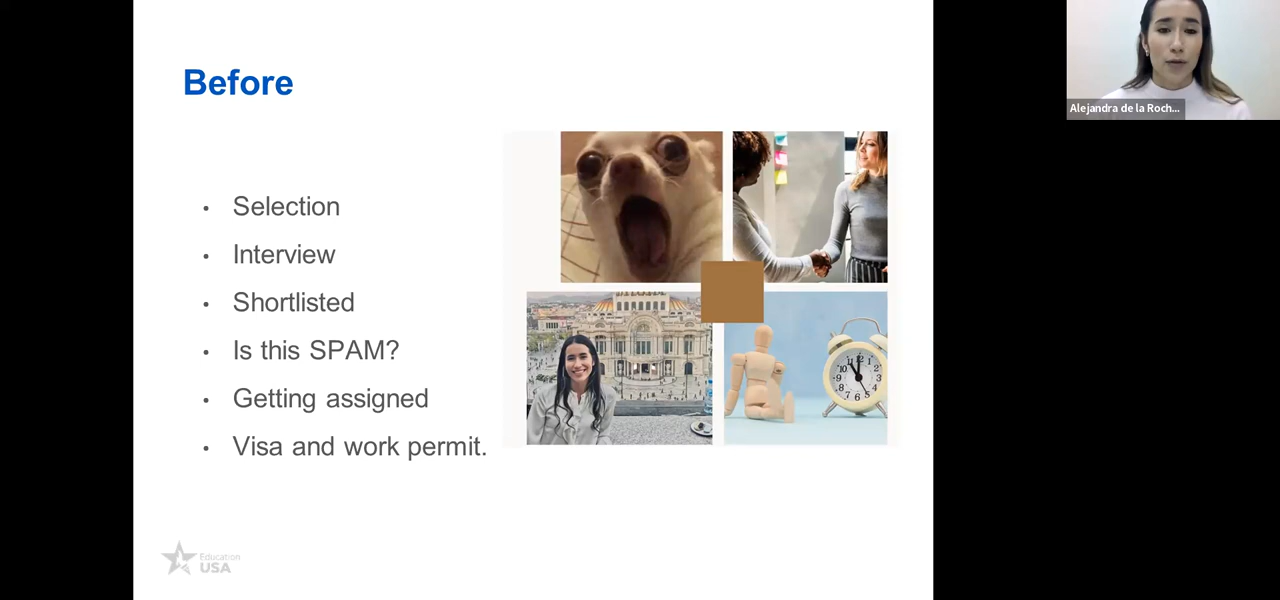 Before
• Selection
• Interview
• Shortlisted
• Is this SPAM?
• Getting assigned
• Visa and work permit.
Education
USA
Alejandra de la Roch...